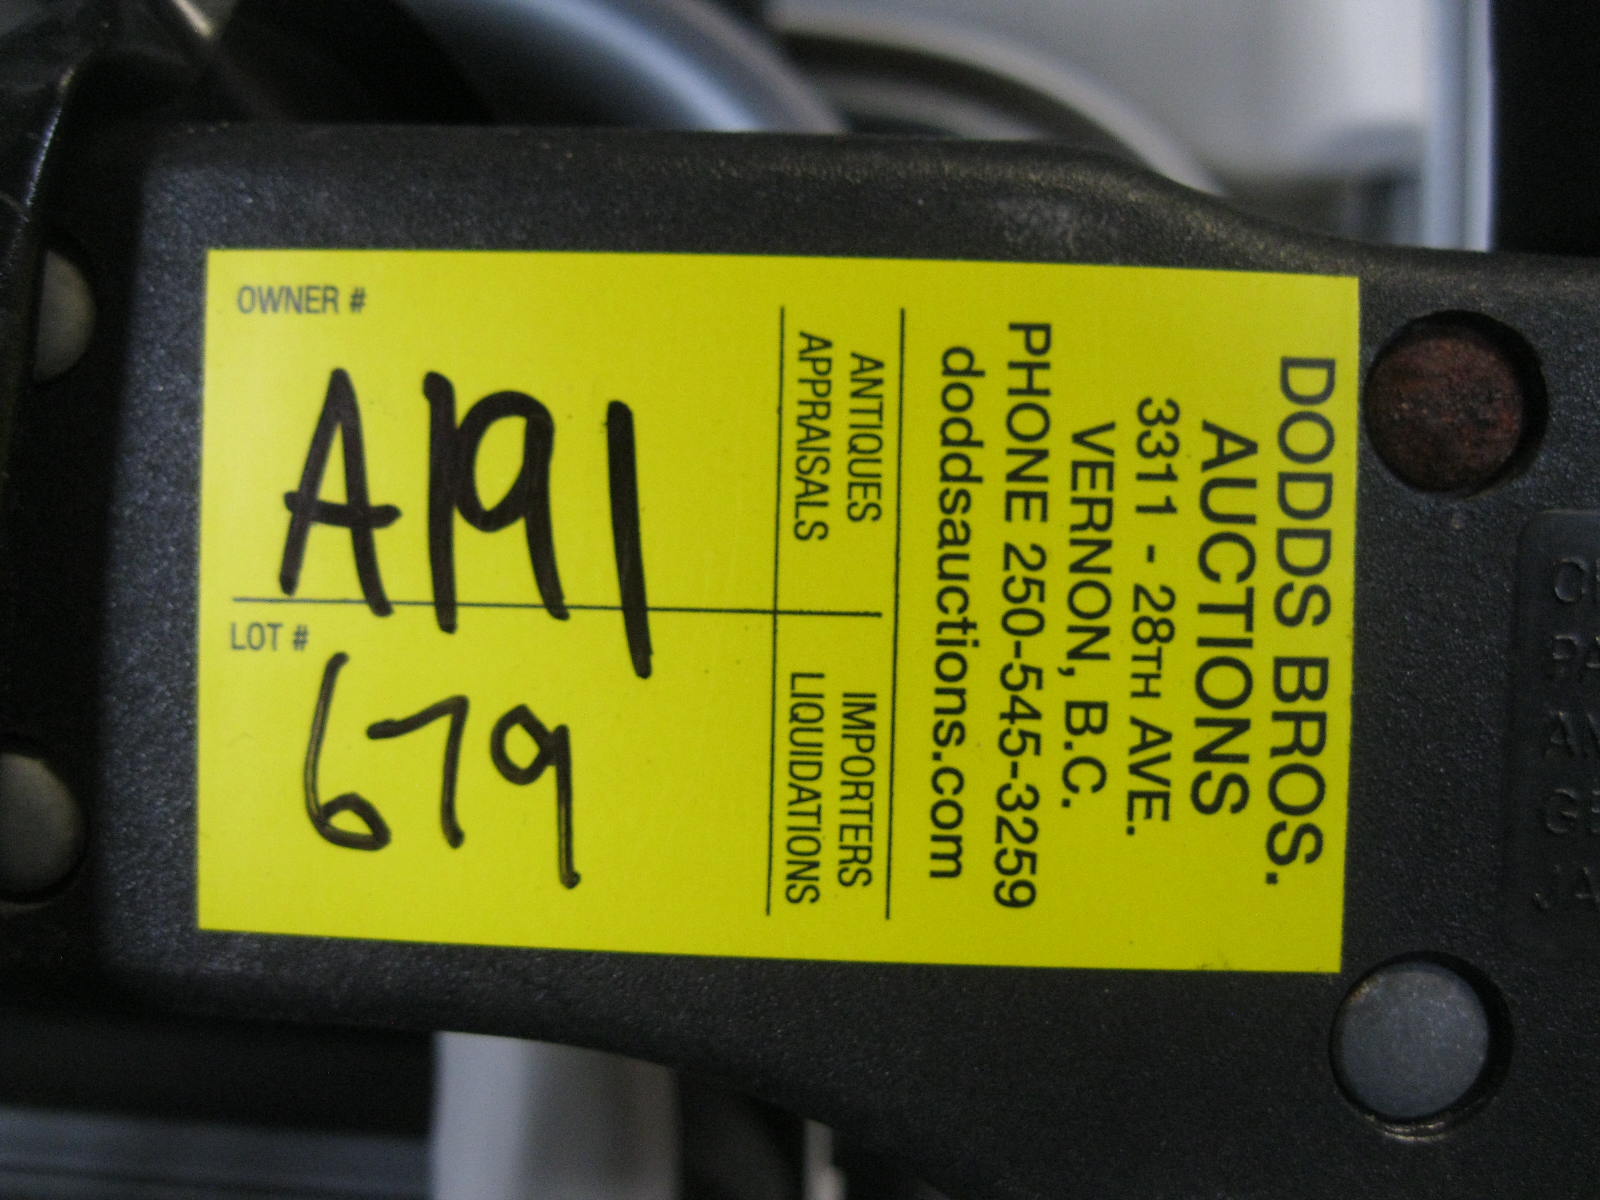 DODDS BROS.
AUCTIONS
3311 - 28TH AVE.
VERNON, B.C.
PHONE 250-545-3259
doddsauctions.com
ANTIQUES
APPRAISALS
IMPORTERS
LIQUIDATIONS
OWNER #
A191
LOT #
679